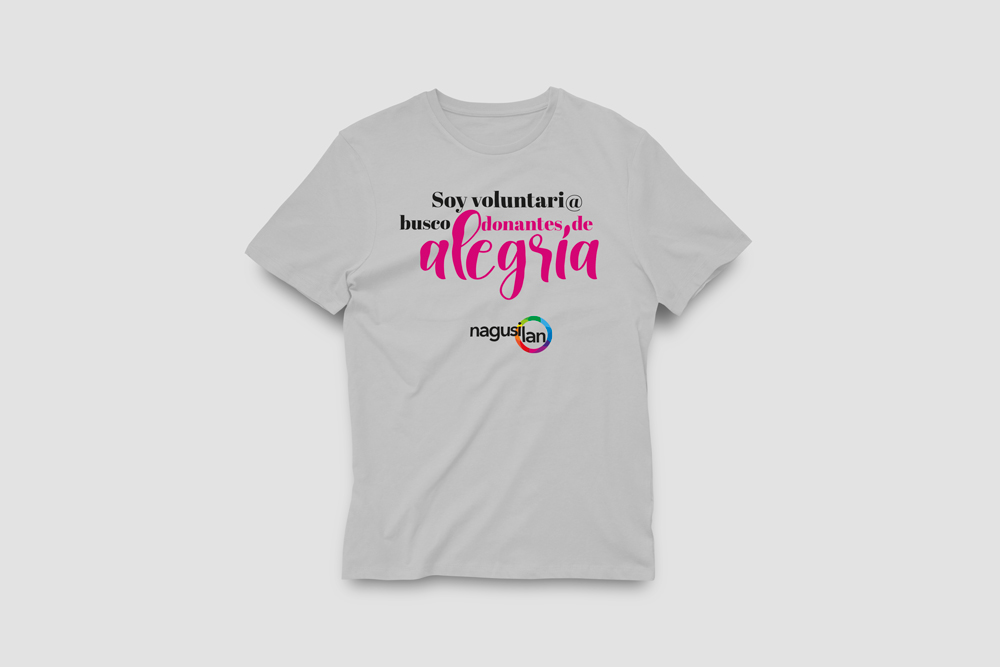 Soy voluntari@
busco donantes de
alegría
nagusilan